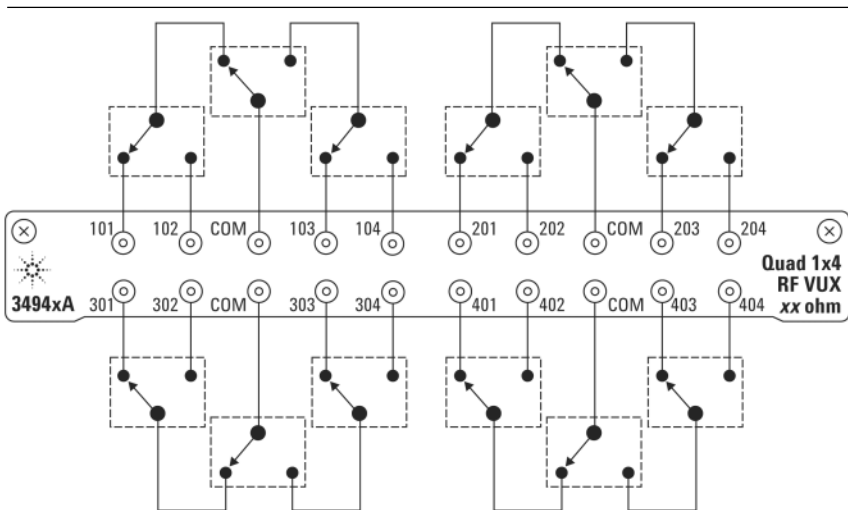 101 102 COM 103 104 201 202 COM 203 204
Quad 1x4
RF VUX
3494xA xx ohm
301 302 COM 303 304 401 402 COM 403 404